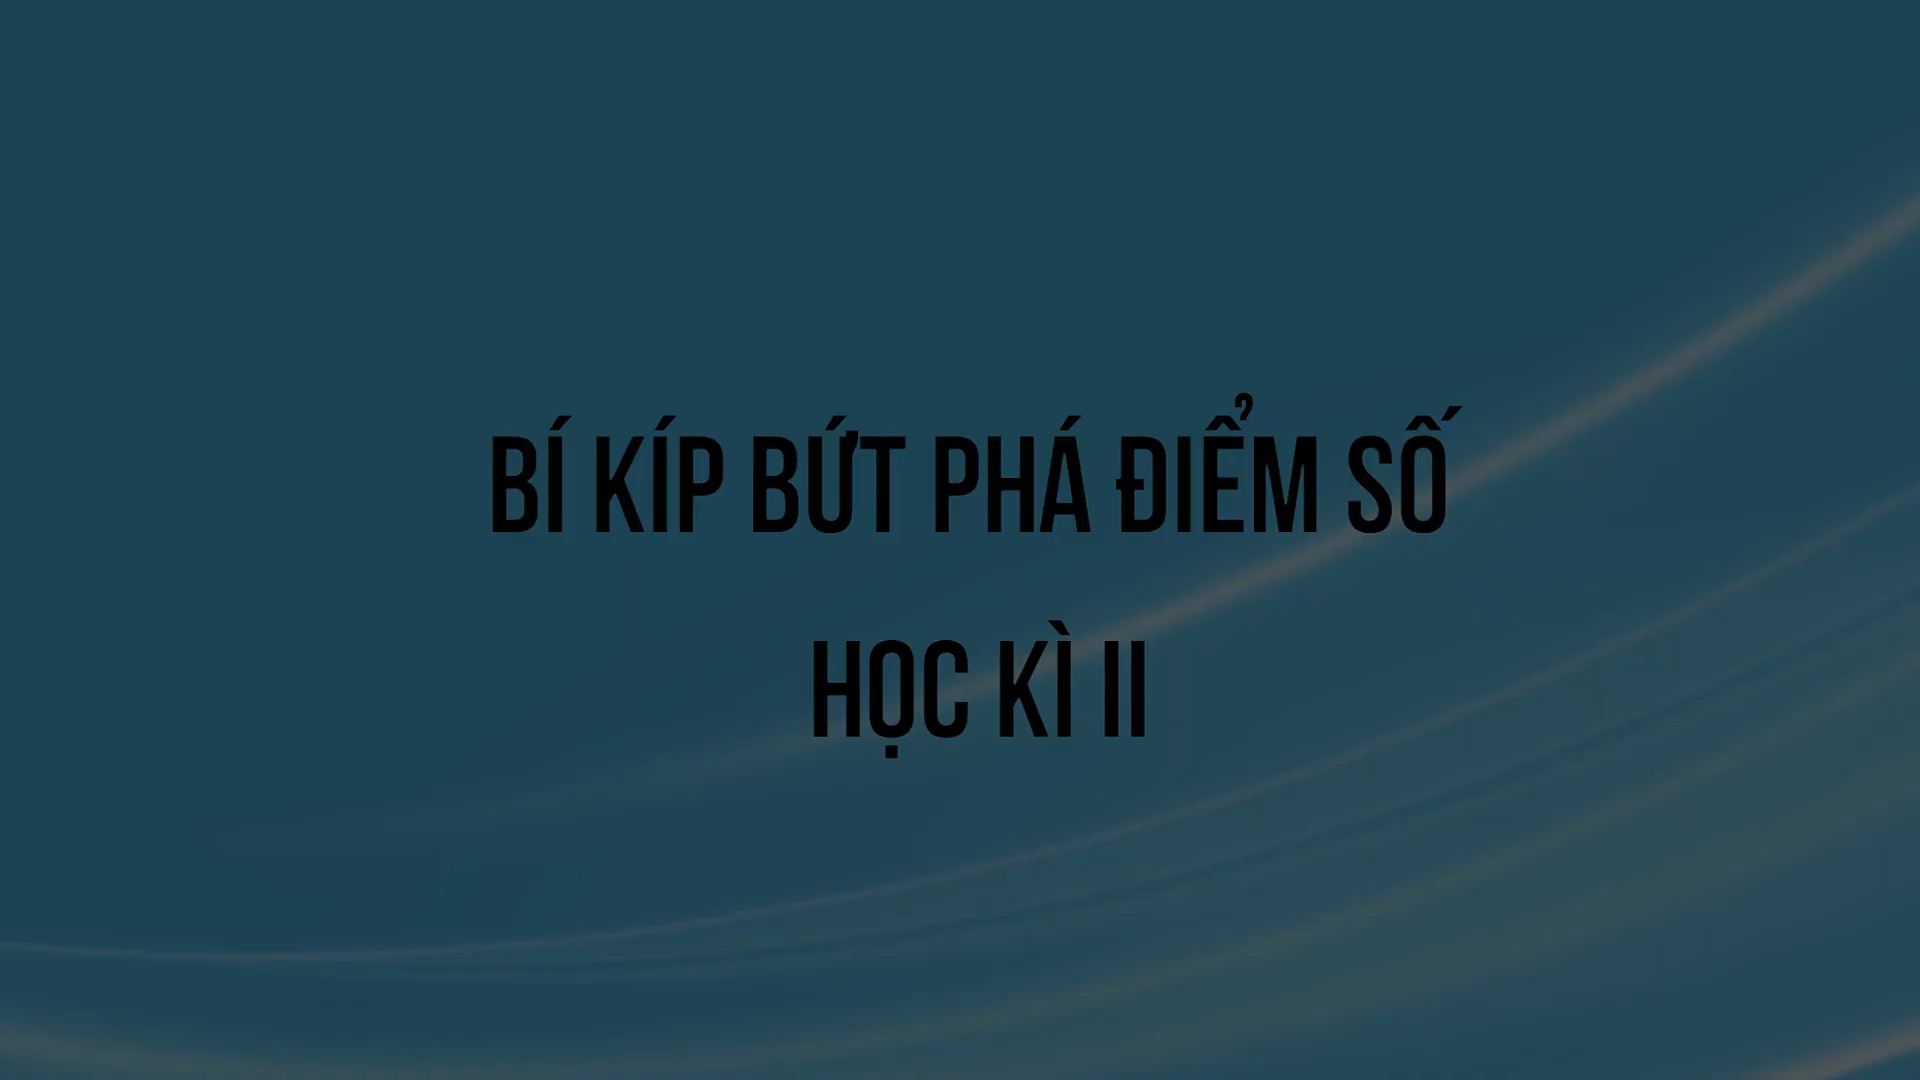 BÍ KÍP BỨT PHÁ ĐIỂM SỐ
HỌC KÌ II